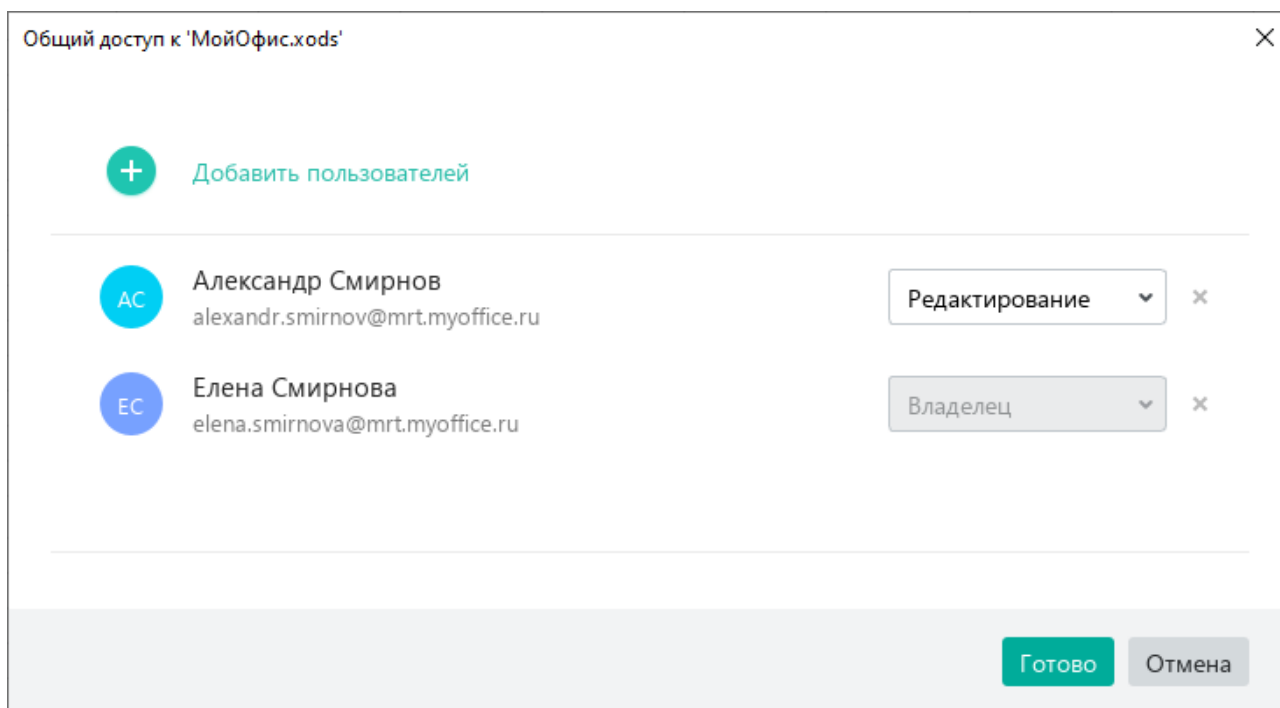 Общий доступ к 'МойОфис.xods'
Добавить пользователей
АС
Александр Смирнов
Редактирование
alexandr.smirnov@mrt.myoffice.ru
ЕС
Елена Смирнова
Владелец
elena.smirnova@mrt.myoffice.ru
Готово
Отмена